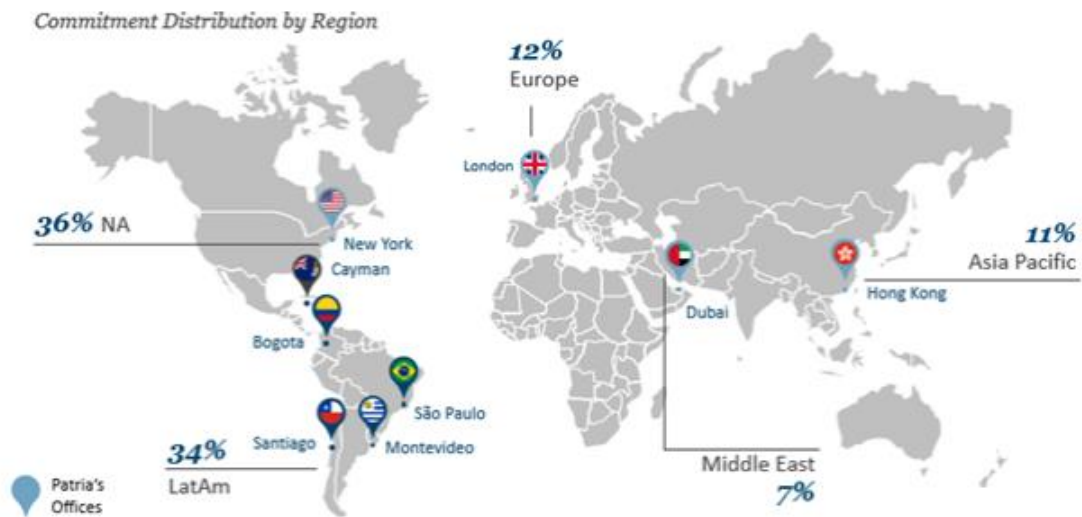 Commitment Distribution by Region
12%
Europe
London
36% NA
New York
Cayman
11%
Asia Pacific
Hong Kong
Dubai
Bogota
São Paulo
Santiago
Montevideo
34%
LatAm
Middle East
7%
Patria's
Offices